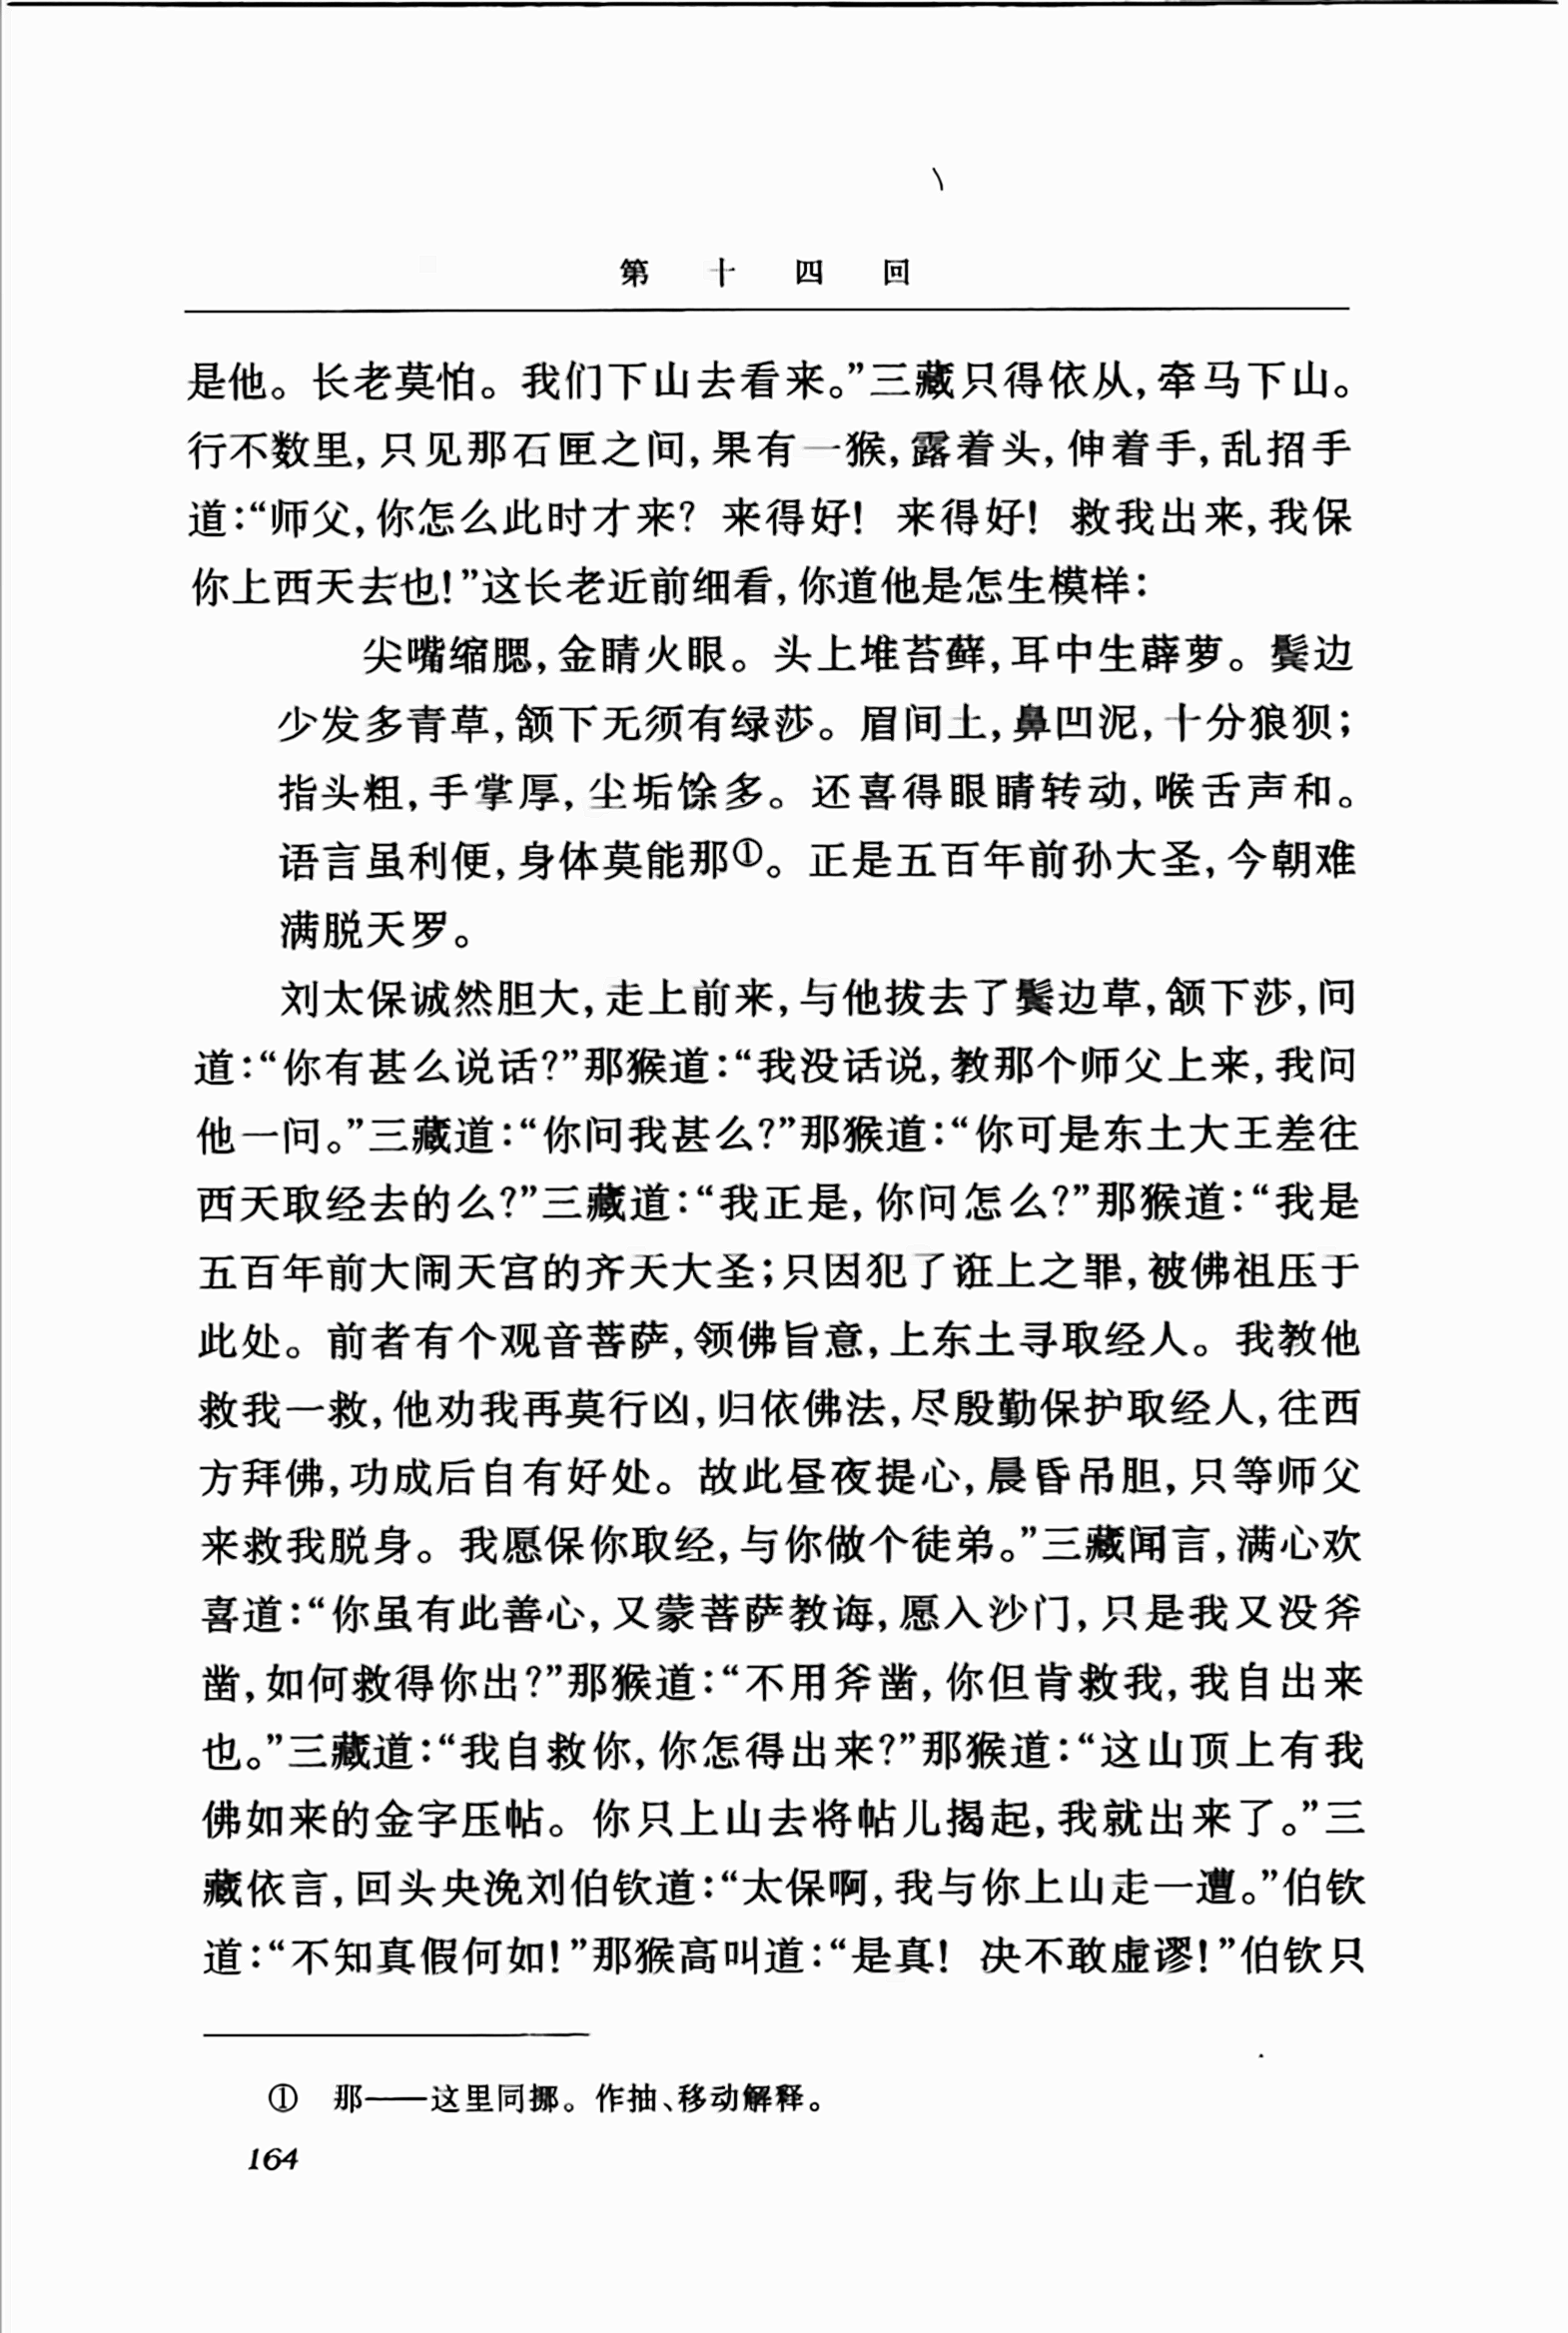 第十四回
是他。长老莫怕。我们下山去看来。”三藏只得依从,牵马下山。
行不数里,只见那石匣之间,果有一猴,露着头,伸着手,乱招手
道:“师父,你怎么此时才来? 来得好! 来得好! 救我出来,我保
你上西天去也!”这长老近前细看,你道他是怎生模样:
尖嘴缩腮,金睛火眼。头上堆苔藓,耳中生薜萝。鬓边
少发多青草,颔下无须有绿莎。眉间土,鼻凹泥,十分狼狈;
指头粗,手掌厚,尘垢馀多。还喜得眼睛转动,喉舌声和。
语言虽利便,身体莫能那①。正是五百年前孙大圣,今朝难
满脱天罗。
刘太保诚然胆大,走上前来,与他拔去了鬓边草,颔下莎,问
道:“你有甚么说话?”那猴道:“我没话说,教那个师父上来,我问
他一问。”三藏道:“你问我甚么?”那猴道:“你可是东土大王差往
西天取经去的么?”三藏道:“我正是,你问怎么?”那猴道:“我是
五百年前大闹天宫的齐天大圣;只因犯了诳上之罪,被佛祖压于
此处。前者有个观音菩萨,领佛旨意,上东土寻取经人。我教他
救我一救,他劝我再莫行凶,归依佛法,尽殷勤保护取经人,往西
方拜佛,功成后自有好处。故此昼夜提心,晨昏吊胆,只等师父
来救我脱身。我愿保你取经,与你做个徒弟。”三藏闻言,满心欢
喜道:“你虽有此善心,又蒙菩萨教诲,愿入沙门,只是我又没斧
凿,如何救得你出?”那猴道:“不用斧凿,你但肯救我,我自出来
也。”三藏道:“我自救你,你怎得出来?”那猴道:“这山顶上有我
佛如来的金字压帖。你只上山去将帖儿揭起,我就出来了。”三
藏依言,回头央浼刘伯钦道:“太保啊,我与你上山走一遭。”伯钦
道:“不知真假何如!”那猴高叫道:“是真! 决不敢虚谬!”伯钦只
① 那——这里同挪。作抽、移动解释。
164